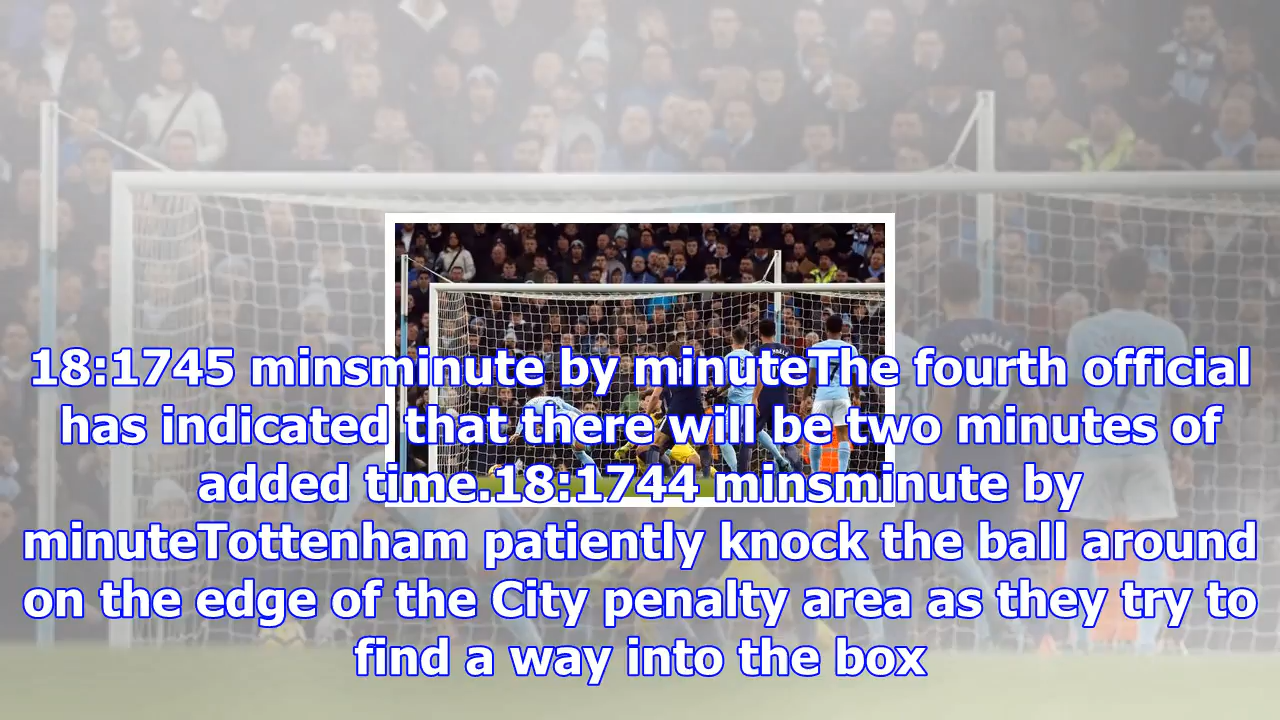 18:1745 minsminute by minuteThe fourth official
has indicated that there will be two minutes of
added time.18:1744 minsminute by
minuteTottenham patiently knock the ball around
on the edge of the City penalty area as they try to
find a way into the box
17